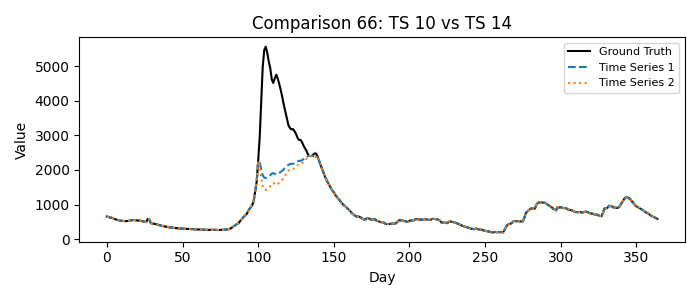 Comparison 66: TS 10 vs TS 14
Ground Truth
Time Series 1
Time Series 2
Value
5000
4000
3000
2000
1000
0
0 50 100 150 200 250 300 350
Day